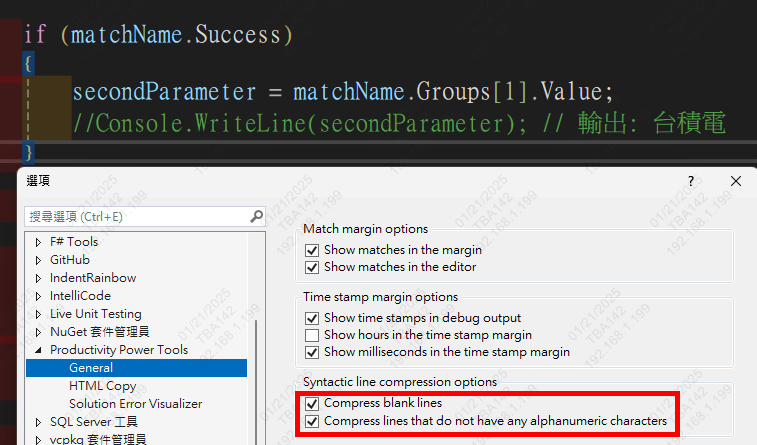 if (matchName.Success)
{
secondParameter = matchName.Groups[1].Value;
//Console.WriteLine(secondParameter); // 輸出: 台積電
}
選項
?
搜尋選項 (Ctrl+E)
F# Tools
GitHub
IndentRainbow
IntelliCode
Live Unit Testing
NuGet 套件管理員
Productivity Power Tools
General
HTML Copy
Solution Error Visualizer
SQL Server 工具
vcpkg 套件管理員
Match margin options
Show matches in the margin
Show matches in the editor
Time stamp margin options
Show time stamps in debug output
Show hours in the time stamp margin
Show milliseconds in the time stamp margin
Syntactic line compression options
Compress blank lines
Compress lines that do not have any alphanumeric characters
01/21/2025
TBA142
192.168.1.199